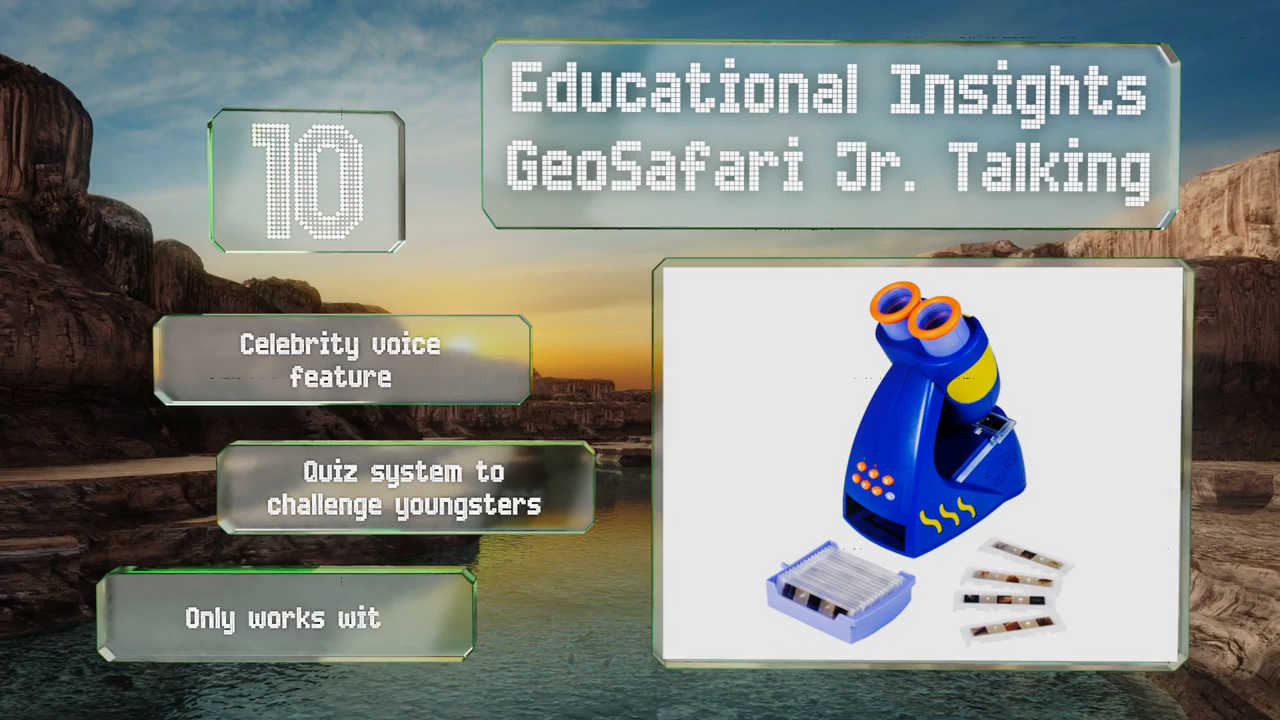 10
Educational Insights
GeoSafari Jr. Talking
Celebrity voice
feature
Quiz system to
challenge youngsters
Only works wit